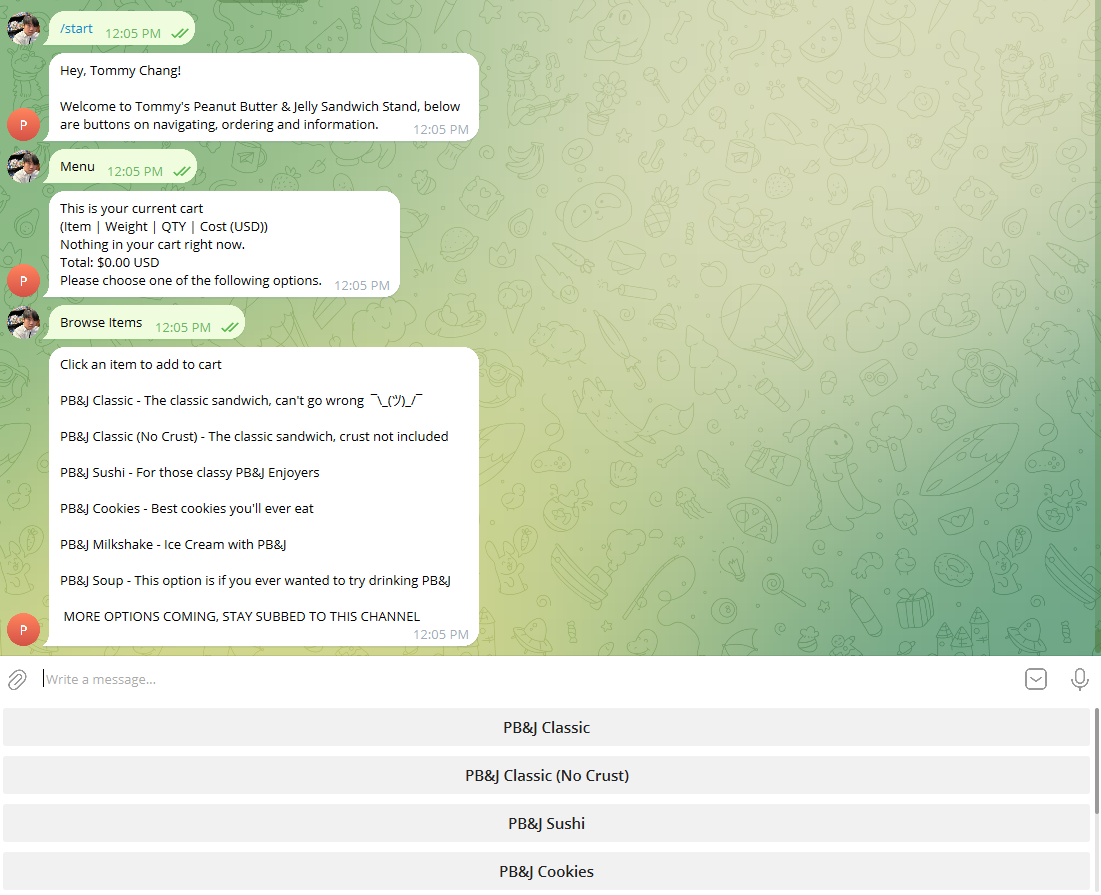 /start 12:05 PM
Hey, Tommy Chang!
Welcome to Tommy's Peanut Butter & Jelly Sandwich Stand, below
are buttons on navigating, ordering and information. 12:05 PM
P
Menu 12:05 PM
This is your current cart
(Item | Weight | QTY | Cost (USD))
Nothing in your cart right now.
Total: $0.00 USD
Please choose one of the following options. 12:05 PM
P
Browse Items 12:05 PM
Click an item to add to cart
PB&J Classic - The classic sandwich, can't go wrong ¯\_(ツ)_/¯
PB&J Classic (No Crust) - The classic sandwich, crust not included
PB&J Sushi - For those classy PB&J Enjoyers
PB&J Cookies - Best cookies you'll ever eat
PB&J Milkshake - Ice Cream with PB&J
PB&J Soup - This option is if you ever wanted to try drinking PB&J
MORE OPTIONS COMING, STAY SUBBED TO THIS CHANNEL
12:05 PM
P
Write a message...
PB&J Classic
PB&J Classic (No Crust)
PB&J Sushi
PB&J Cookies